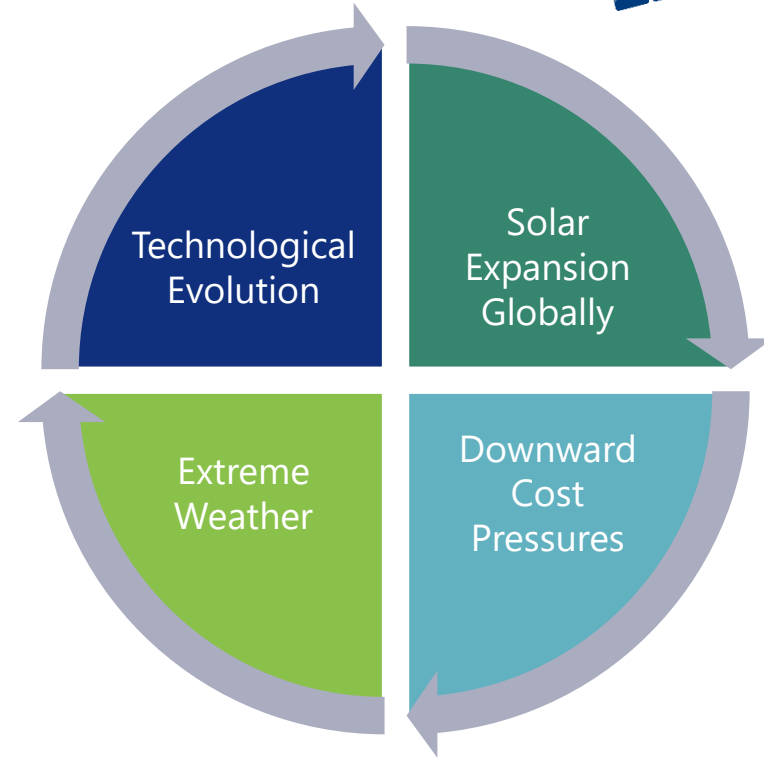 Technological
Evolution
Solar
Expansion
Globally
Extreme
Weather
Downward
Cost
Pressures